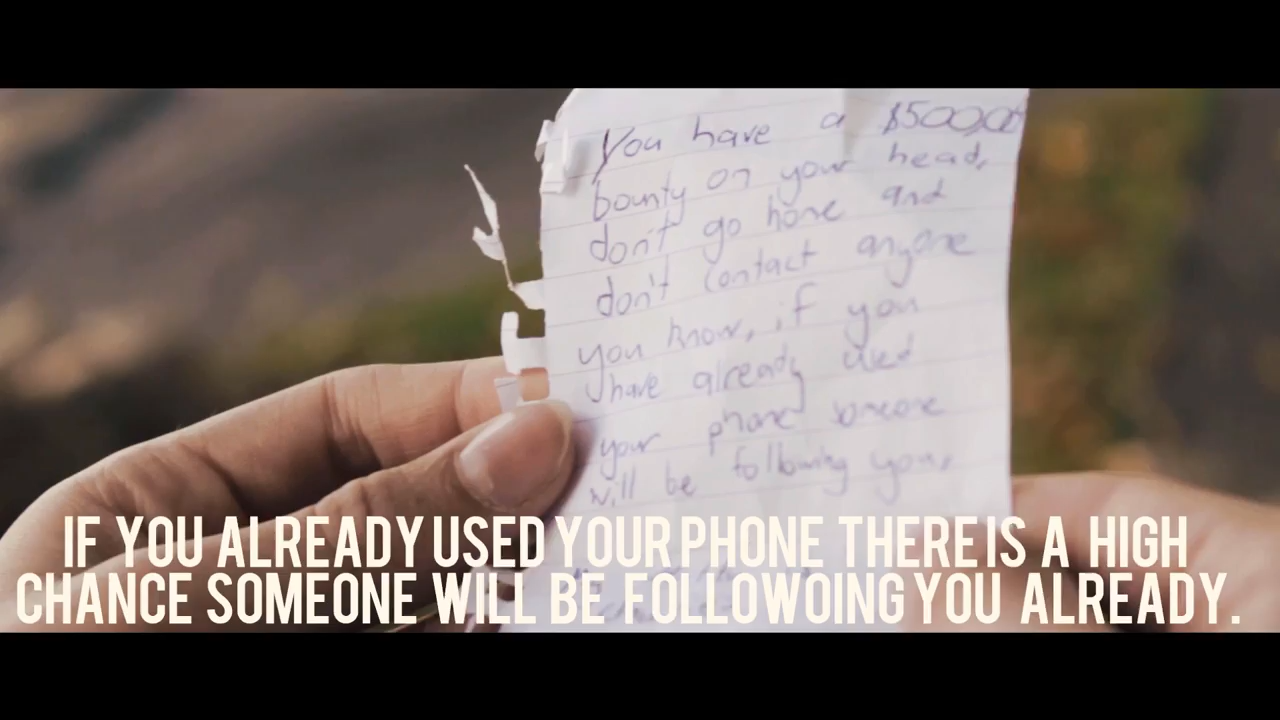 You have a $500,00
bounty on your head,
don't go home and
don't contact anyone
you know, if you
have already used
your phone someone
will be following you,
IF YOU ALREADY USED YOUR PHONE THERE IS A HIGH
CHANCE SOMEONE WILL BE FOLLOWOING YOU ALREADY.